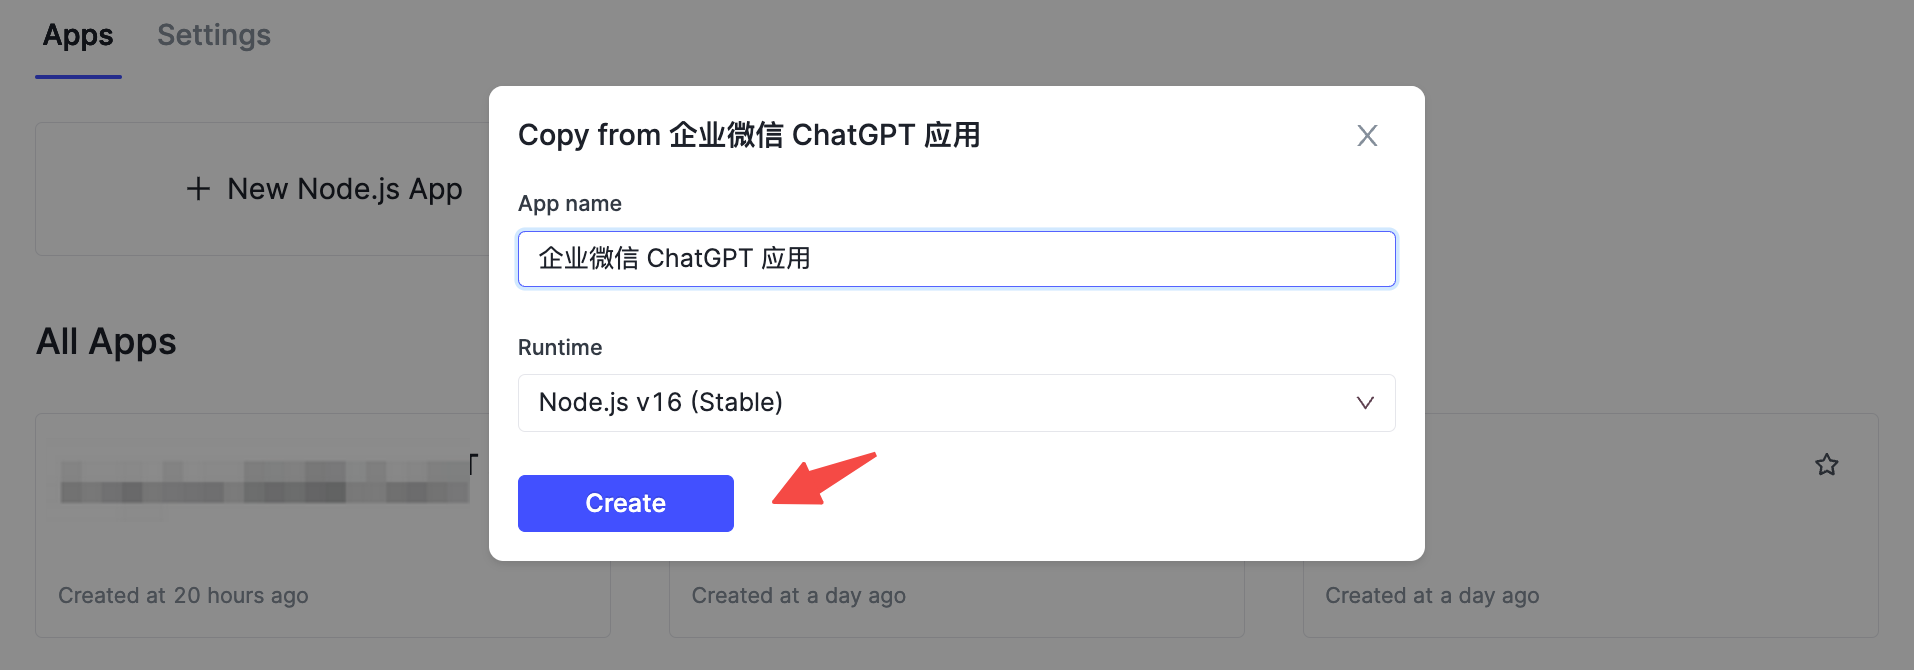 Apps Settings
+ New Node.js App
All Apps
Created at 20 hours ago
Created at a day ago
Created at a day ago
Copy from 企业微信 ChatGPT 应用
App name
企业微信 ChatGPT 应用
Runtime
Node.js v16 (Stable)
Create